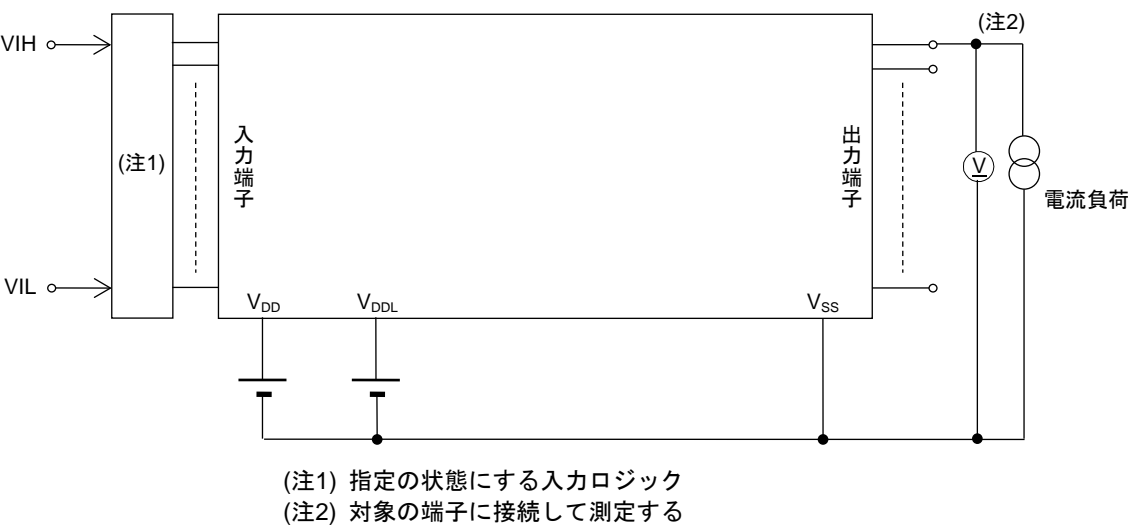 (注2)
VIH
(注1)
入力端子
出力端子
V
電流負荷
VIL
VDD
VDDL
VSS
(注1) 指定の状態にする入力ロジック
(注2) 対象の端子に接続して測定する